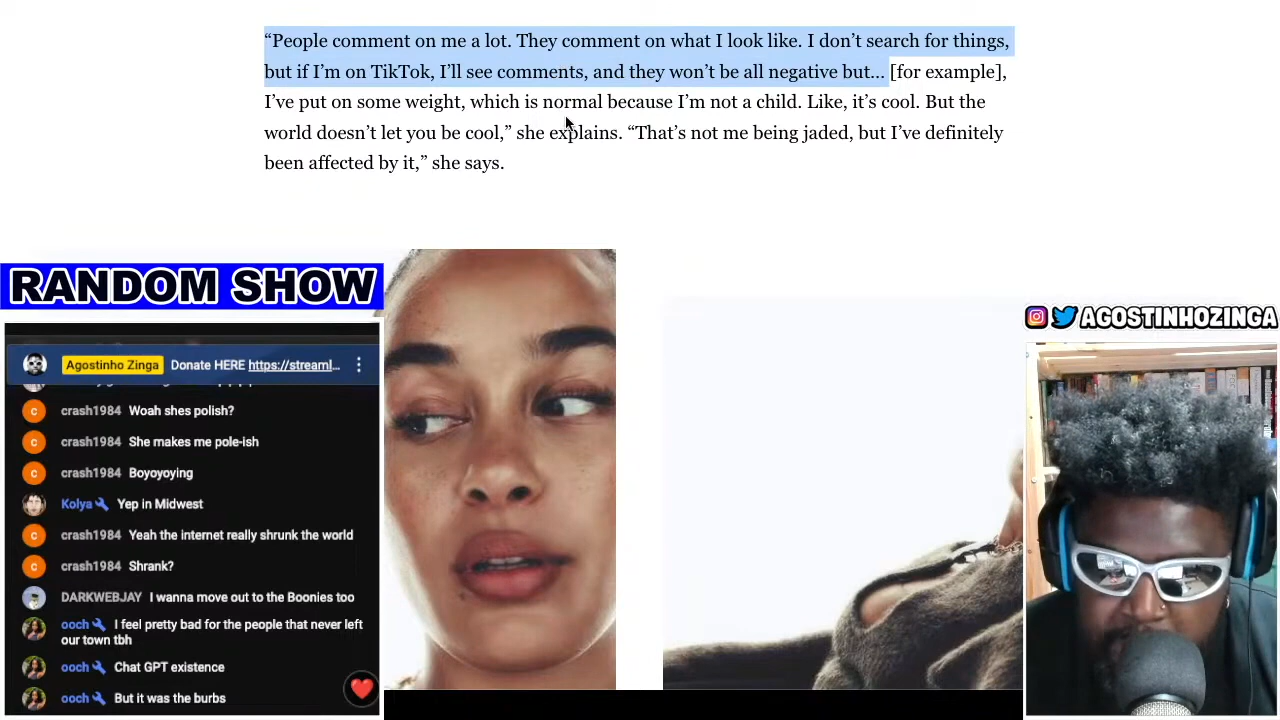 “People comment on me a lot. They comment on what I look like. I don’t search for things,
but if I’m on TikTok, I’ll see comments, and they won’t be all negative but… [for example],
I’ve put on some weight, which is normal because I’m not a child. Like, it’s cool. But the
world doesn’t let you be cool,” she explains. “That’s not me being jaded, but I’ve definitely
been affected by it,” she says.
RANDOM SHOW
Agostinho Zinga Donate HERE https://streaml...
crash1984 Woah shes polish?
crash1984 She makes me pole-ish
crash1984 Boyoyoying
Kolya Yep in Midwest
crash1984 Yeah the internet really shrunk the world
crash1984 Shrank?
DARKWEBJAY I wanna move out to the Boonies too
ooch I feel pretty bad for the people that never left
our town tbh
ooch Chat GPT existence
ooch But it was the burbs
AGOSTINHOZINGA